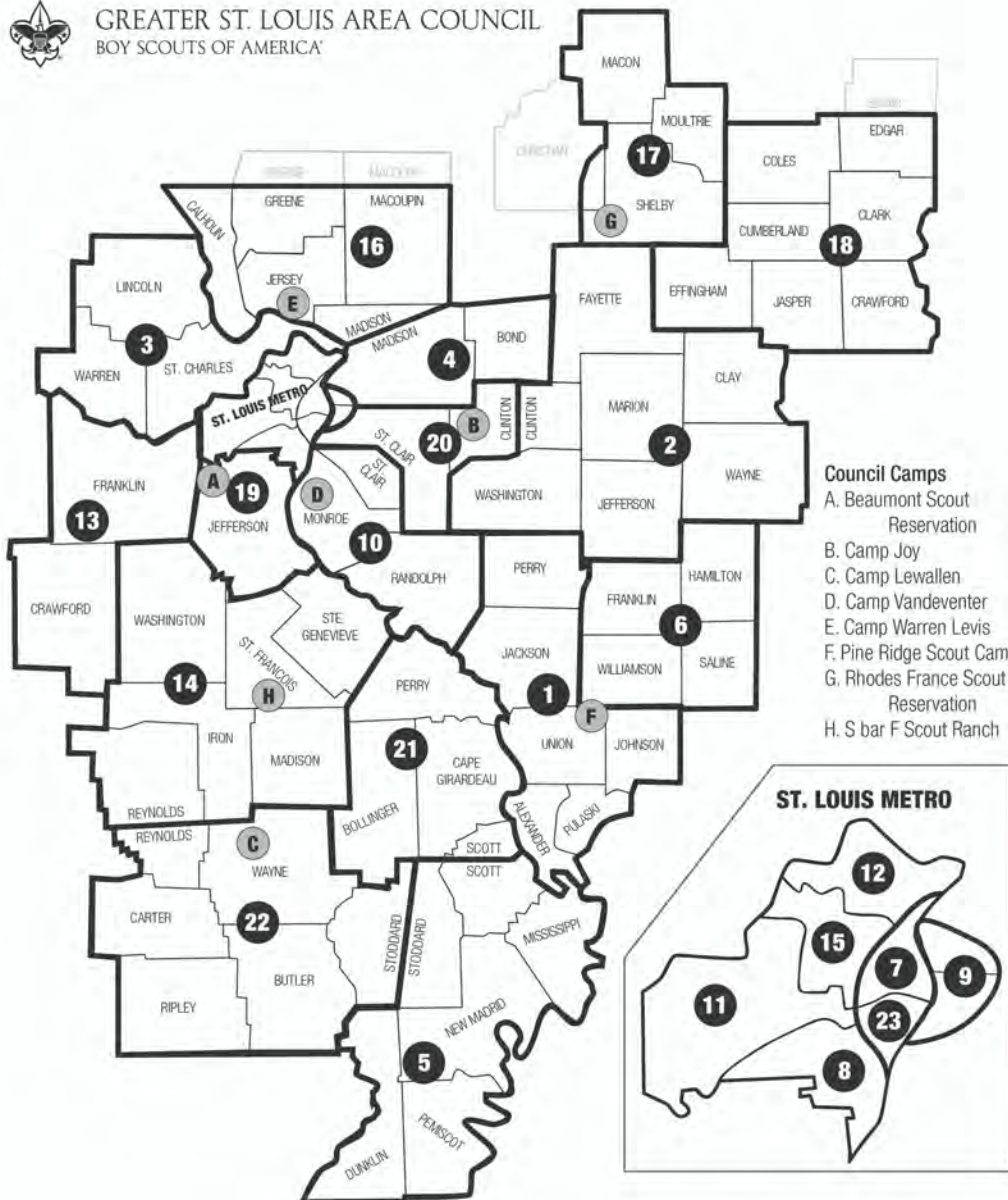 GREATER ST. LOUIS AREA COUNCIL
BOY SCOUTS OF AMERICA
MACON
MOULTRIE
CHRISTIAN
17
SHELBY
G
EDGAR
COLES
CLARK
CUMBERLAND
18
EFFINGHAM
JASPER
CRAWFORD
MACOUPIN
GREENE
MACOUPIN
CALHOUN
16
JERSEY
E
LINCOLN
3
WARREN
ST. CHARLES
MADISON
MADISON
4
BOND
FAYETTE
CLAY
ST. LOUIS METRO
B
CLINTON
CLINTON
MARION
2
20
ST. CLAIR
ST. CLAIR
WAYNE
WASHINGTON
JEFFERSON
FRANKLIN
13
A
19
JEFFERSON
D
MONROE
10
RANDOLPH
PERRY
HAMILTON
FRANKLIN
6
WILLIAMSON
SALINE
JACKSON
1
CRAWFORD
WASHINGTON
STE.
GENEVIEVE
ST. FRANCOIS
14
H
PERRY
F
UNION
JOHNSON
IRON
MADISON
21
CAPE
GIRARDEAU
BOLLINGER
ALEXANDER
PULASKI
REYNOLDS
REYNOLDS
C
WAYNE
SCOTT
SCOTT
CARTER
22
STODDARD
STODDARD
MISSISSIPPI
BUTLER
RIPLEY
NEW MADRID
5
PEMISCOT
DUNKLIN
Council Camps
A. Beaumont Scout
Reservation
B. Camp Joy
C. Camp Lewallen
D. Camp Vandeventer
E. Camp Warren Levis
F. Pine Ridge Scout Cam
G. Rhodes France Scout
Reservation
H. S bar F Scout Ranch
ST. LOUIS METRO
12
15
7
9
11
23
8